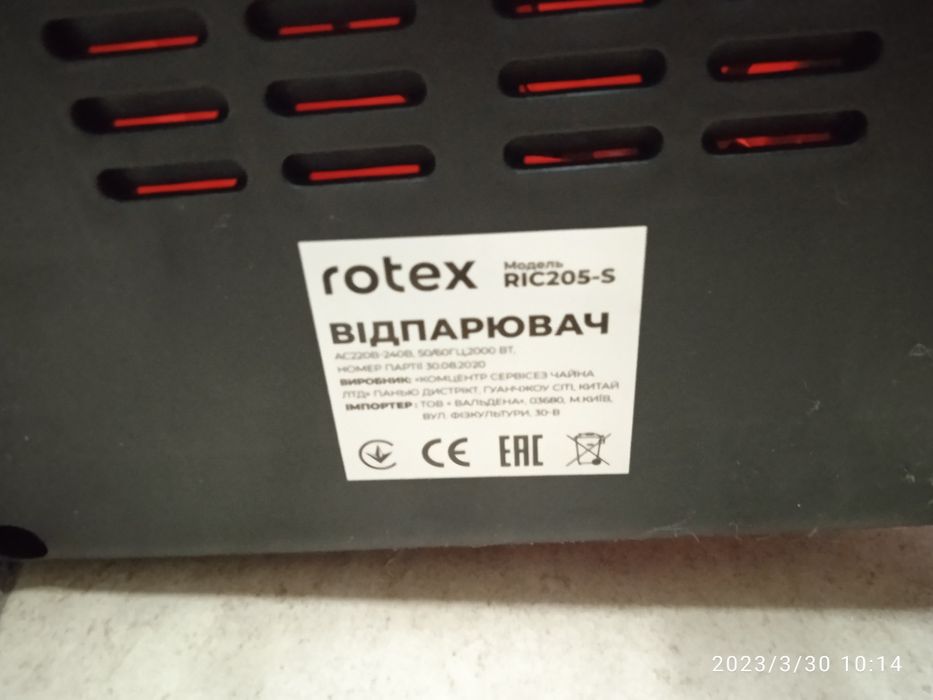 rotex
Модель
RIC205-S
ВІДПАРЮВАЧ
АС220В-240В, 50/60ГЦ,2000 ВТ,
НОМЕР ПАРТІЇ 30.08.2020
ВИРОБНИК: «КОМЦЕНТР СЕРВІСЕЗ ЧАЙНА
ЛТД» ПАНЬЮ ДИСТРІКТ, ГУАНЧЖОУ СІТІ, КИТАЙ
ІМПОРТЕР : ТОВ « ВАЛЬДЕНА», 03680, М.КИЇВ,
ВУЛ. ФІЗКУЛЬТУРИ, 30-В
CE EAC
2023/3/30 10:14